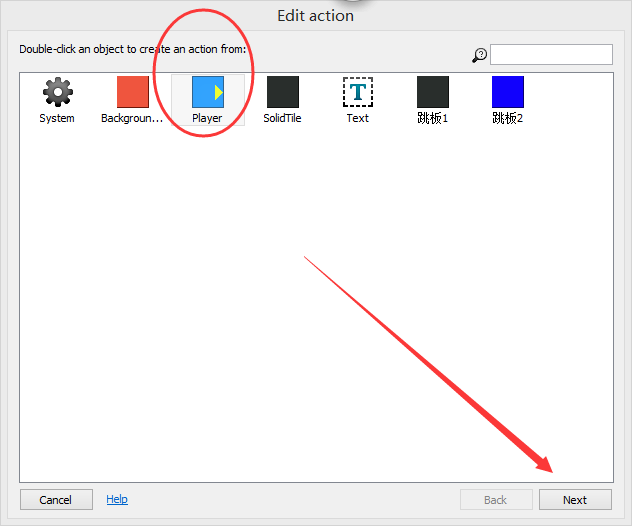 Edit action
Double-click an object to create an action from:
System
Backgroun...
Player
SolidTile
T
Text
跳板1
跳板2
Cancel
Help
Back
Next